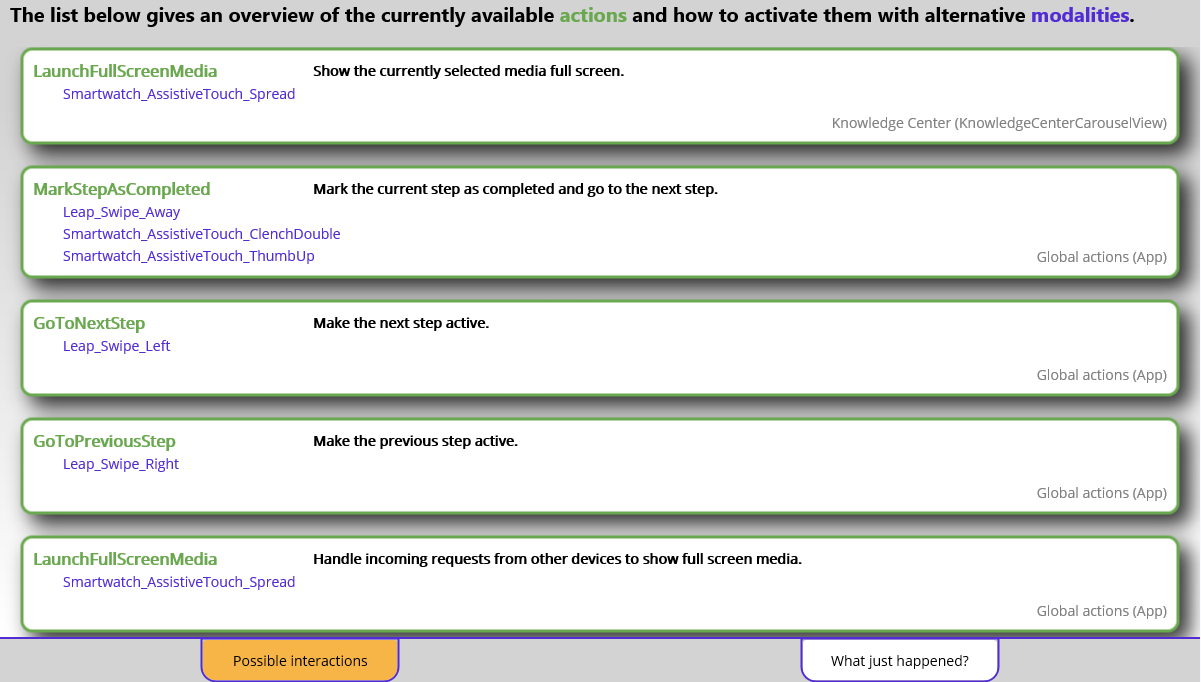 The list below gives an overview of the currently available actions and how to activate them with alternative modalities.
LaunchFullScreenMedia Show the currently selected media full screen.
Smartwatch_AssistiveTouch_Spread
Knowledge Center (KnowledgeCenterCarouselView)
MarkStepAsCompleted Mark the current step as completed and go to the next step.
Leap_Swipe_Away
Smartwatch_AssistiveTouch_ClenchDouble
Smartwatch_AssistiveTouch_ThumbUp Global actions (App)
GoToNextStep Make the next step active.
Leap_Swipe_Left
Global actions (App)
GoToPreviousStep Make the previous step active.
Leap_Swipe_Right
Global actions (App)
LaunchFullScreenMedia Handle incoming requests from other devices to show full screen media.
Smartwatch_AssistiveTouch_Spread
Global actions (App)
Possible interactions What just happened?